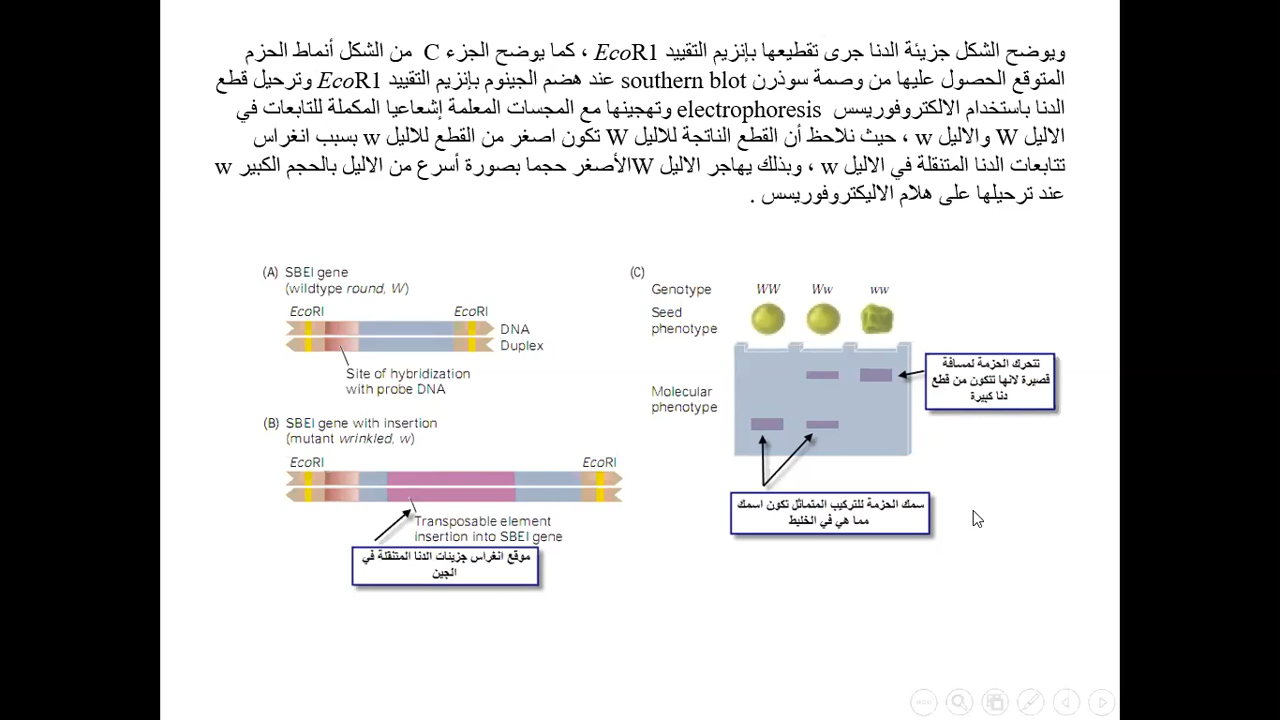 ويوضح الشكل جزيئة الدنا جرى تقطيعها بإنزيم التقييد EcoR1 ، كما يوضح الجزء C من الشكل أنماط الحزم
المتوقع الحصول عليها من وصمة سوذرن southern blot عند هضم الجينوم بإنزيم التقييد EcoR1 وترحيل قطع
الدنا باستخدام الالكتروفوريسس electrophoresis وتهجينها مع المجسات المعلمة إشعاعيا المكملة للتابعات في
الاليل W والاليل w ، حيث نلاحظ أن القطع الناتجة للاليل W تكون اصغر من القطع للاليل w بسبب انغراس
تتابعات الدنا المتنقلة في الاليل w ، وبذلك يهاجر الاليل W الأصغر حجما بصورة أسرع من الاليل بالحجم الكبير w
عند ترحيلها على هلام الاليكتروفوريسس .
(A) SBEI gene
(wildtype round, W)
EcoRI EcoRI
DNA
Duplex
Site of hybridization
with probe DNA
(B) SBEI gene with insertion
(mutant wrinkled, w)
EcoRI EcoRI
Transposable element
insertion into SBEI gene
موقع انغراس جزيئات الدنا المتنقلة في
الجين
(C)
Genotype WW Ww ww
Seed
phenotype
Molecular
phenotype
تتحرك الحزمة لمسافة
قصيرة لانها تتكون من قطع
دنا كبيرة
سمك الحزمة للتركيب المتماثل تكون اسمك
مما هي في الخليط